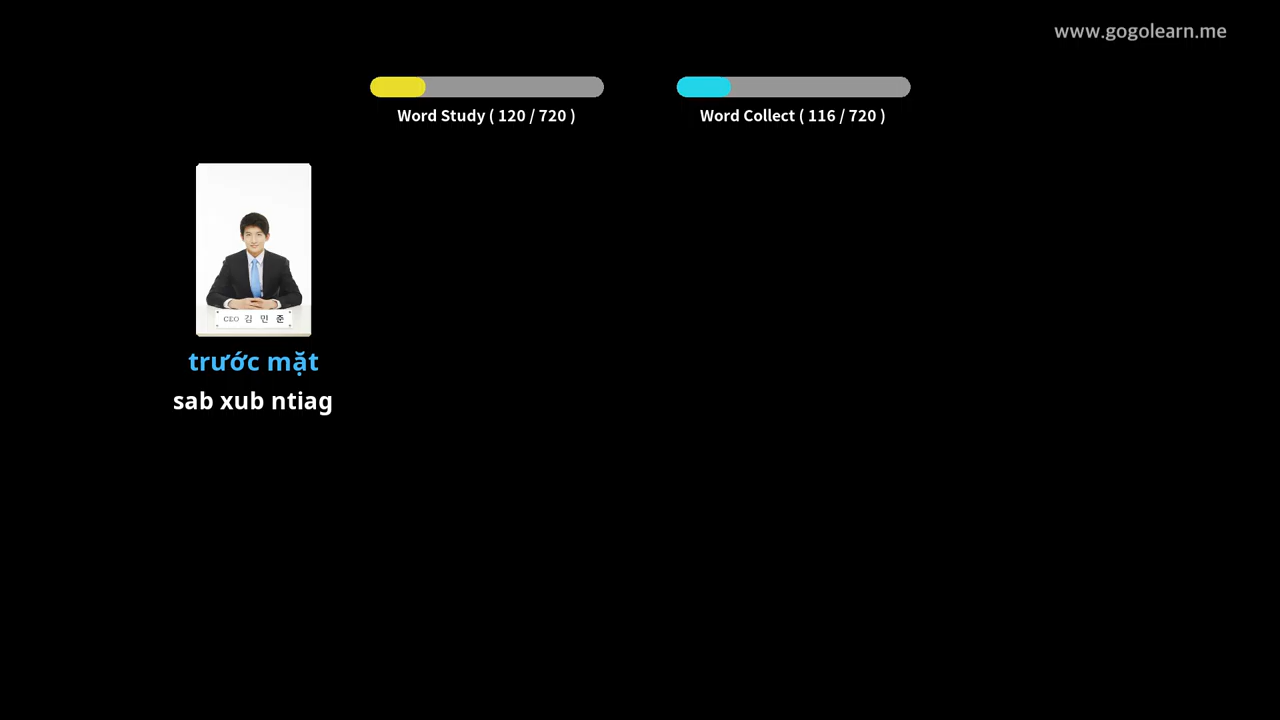 www.gogolearn.me
Word Study ( 120 / 720 )
Word Collect ( 116 / 720 )
CEO 김 민 준
trước mặt
sab xub ntiag